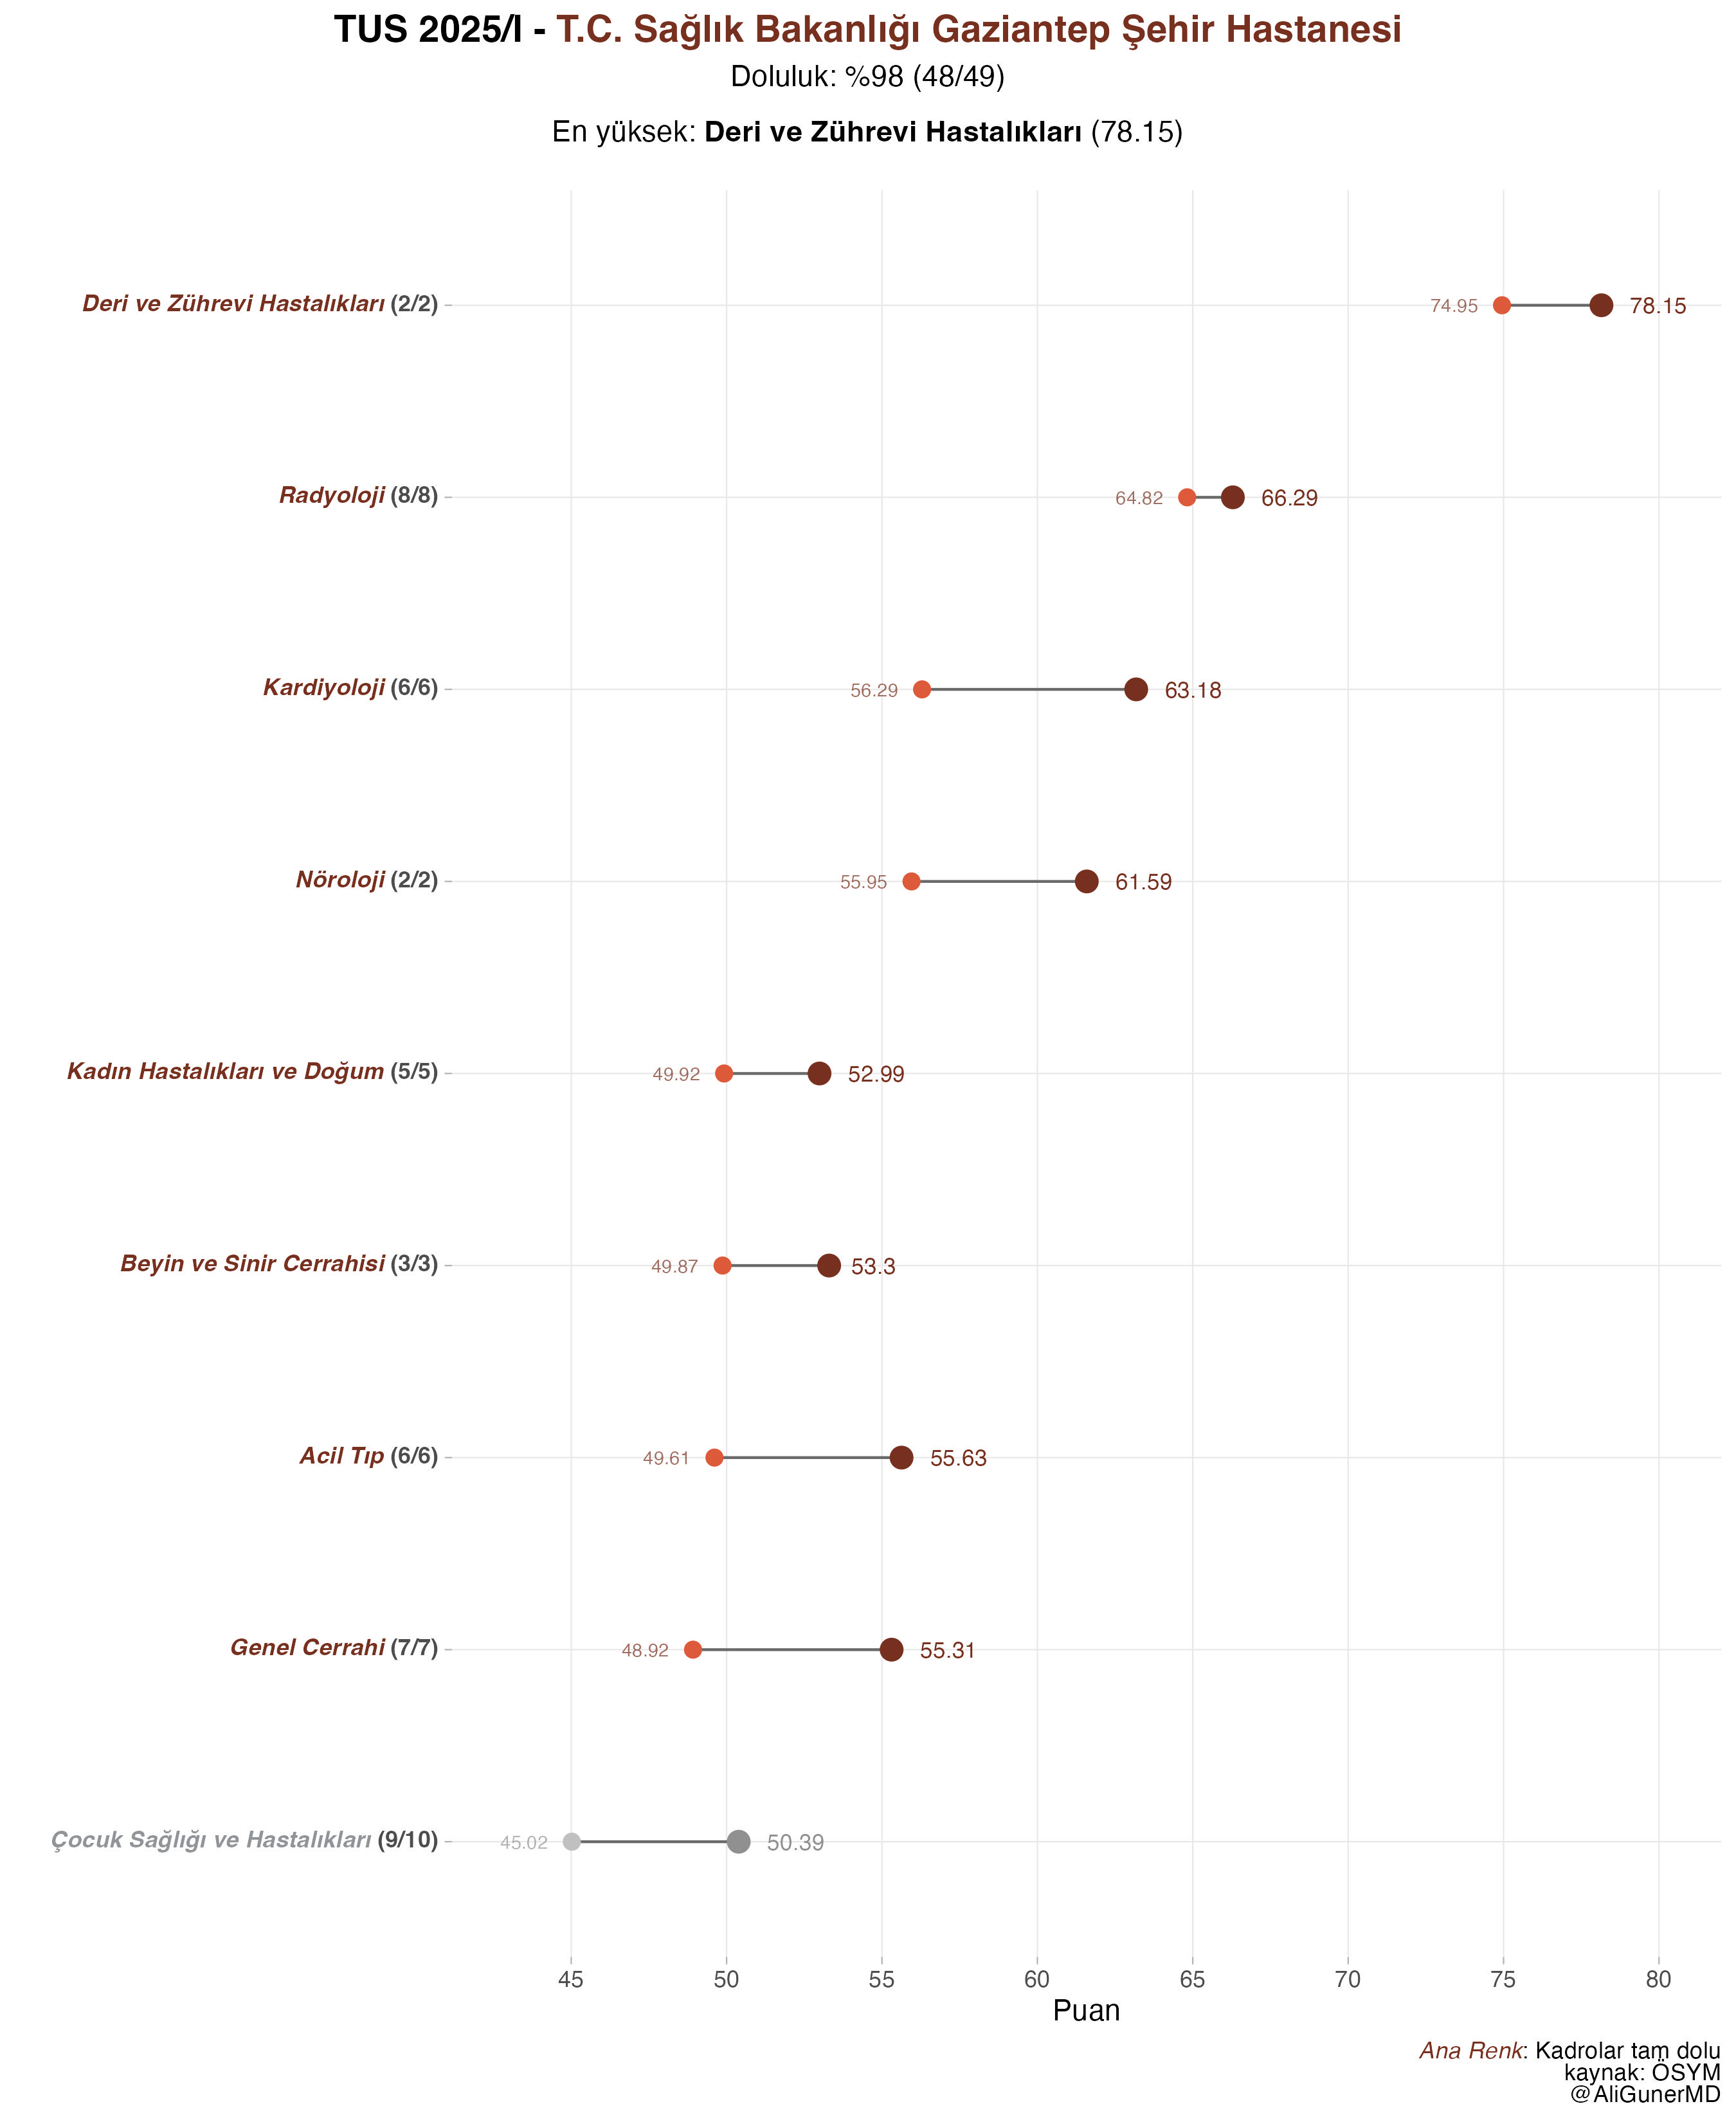 TUS 2025/I - T.C. Sağlık Bakanlığı Gaziantep Şehir Hastanesi
Doluluk: %98 (48/49)
En yüksek: Deri ve Zührevi Hastalıkları (78.15)
Deri ve Zührevi Hastalıkları (2/2) 74.95 78.15
Radyoloji (8/8) 64.82 66.29
Kardiyoloji (6/6) 56.29 63.18
Nöroloji (2/2) 55.95 61.59
Kadın Hastalıkları ve Doğum (5/5) 49.92 52.99
Beyin ve Sinir Cerrahisi (3/3) 49.87 53.3
Acil Tıp (6/6) 49.61 55.63
Genel Cerrahi (7/7) 48.92 55.31
Çocuk Sağlığı ve Hastalıkları (9/10) 45.02 50.39
45 50 55 60 65 70 75 80
Puan
Ana Renk: Kadrolar tam dolu
kaynak: ÖSYM
@AliGunerMD